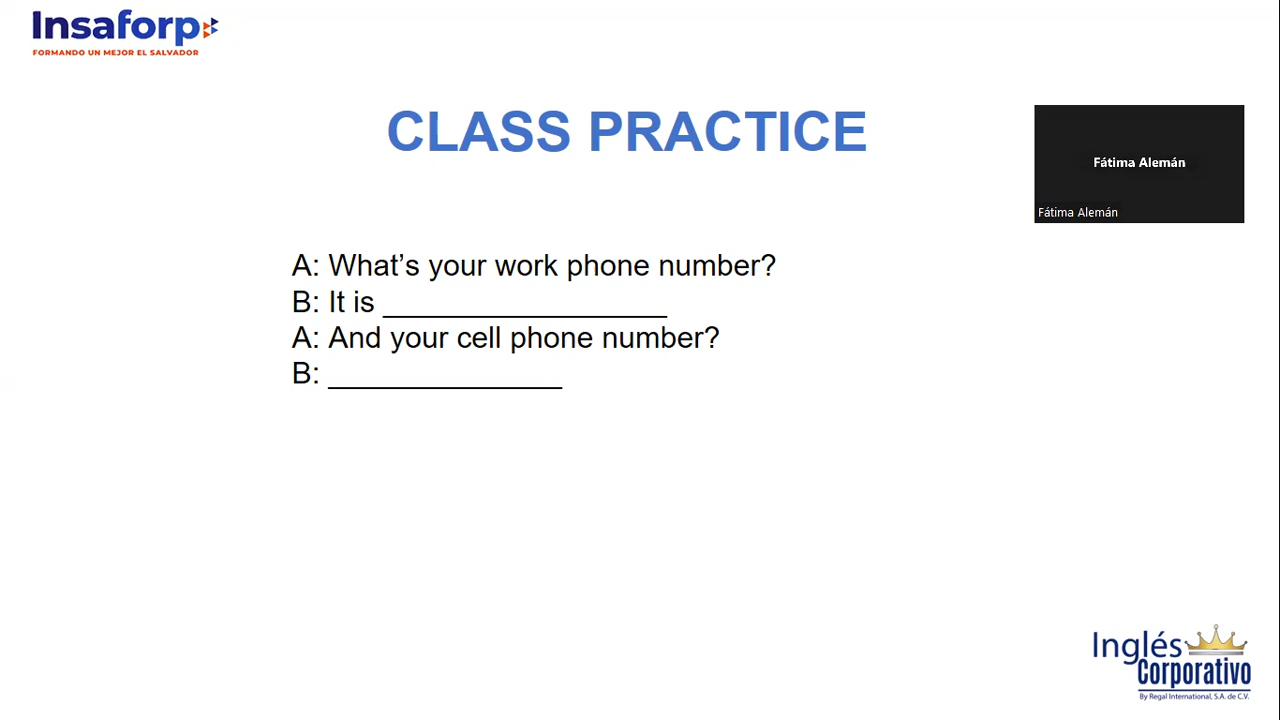 Insaforp
FORMANDO UN MEJOR EL SALVADOR
CLASS PRACTICE
Fátima Alemán
Fátima Alemán
A: What’s your work phone number?
B: It is _________________
A: And your cell phone number?
B: ______________
Inglés
Corporativo
By Regal International, S.A. de C.V.